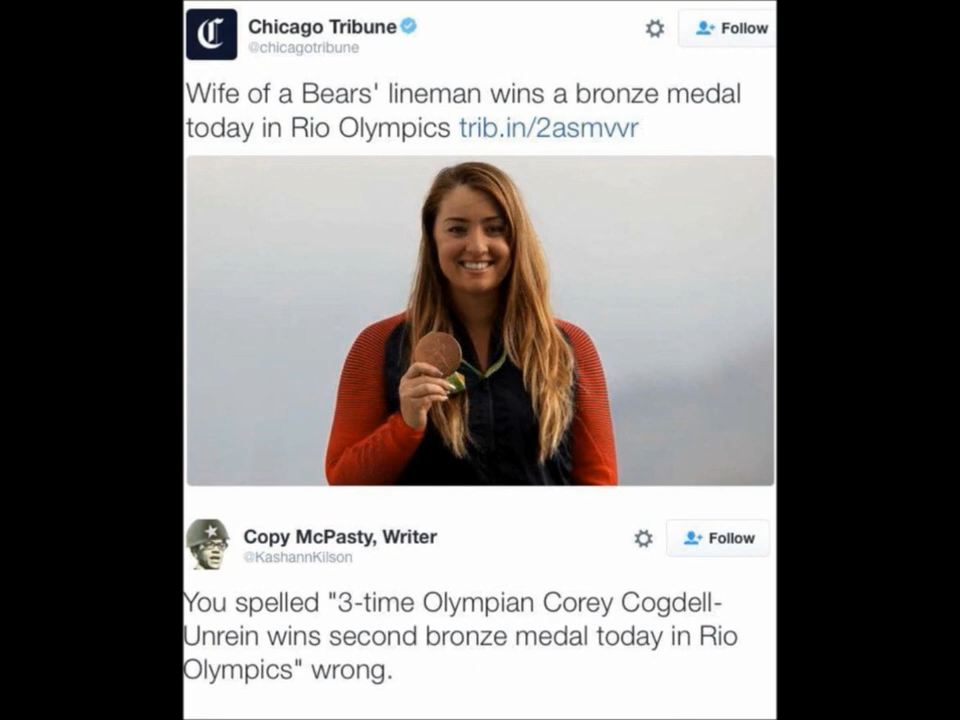 Chicago Tribune
@chicagotribune
Follow
Wife of a Bears' lineman wins a bronze medal
today in Rio Olympics trib.in/2asmvvr
Copy McPasty, Writer
@KashannKilson
Follow
You spelled "3-time Olympian Corey Cogdell-
Unrein wins second bronze medal today in Rio
Olympics" wrong.